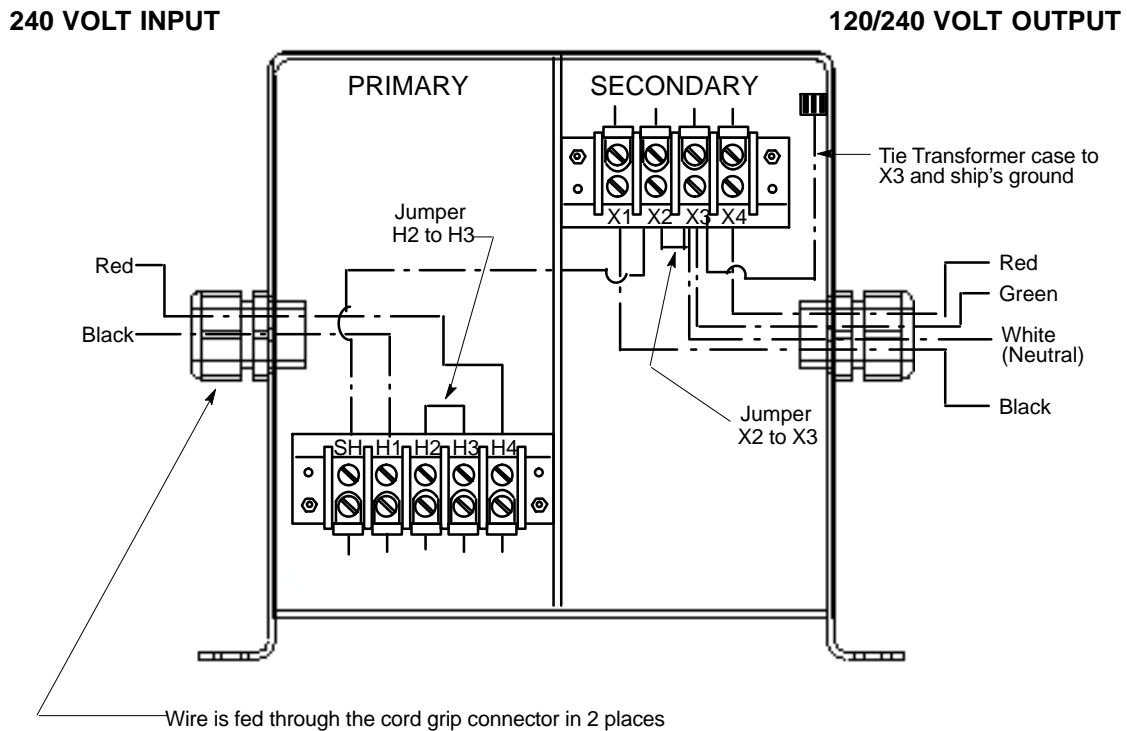 240 VOLT INPUT
120/240 VOLT OUTPUT
PRIMARY
SECONDARY
Tie Transformer case to
X3 and ship's ground
X1 X2 X3 X4
Jumper
H2 to H3
Red
Black
Red
Green
White
(Neutral)
Black
Jumper
X2 to X3
SH H1 H2 H3 H4
Wire is fed through the cord grip connector in 2 places